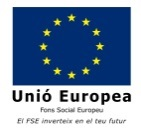 Unió Europea
Fons Social Europeu
El FSE inverteix en el teu futur